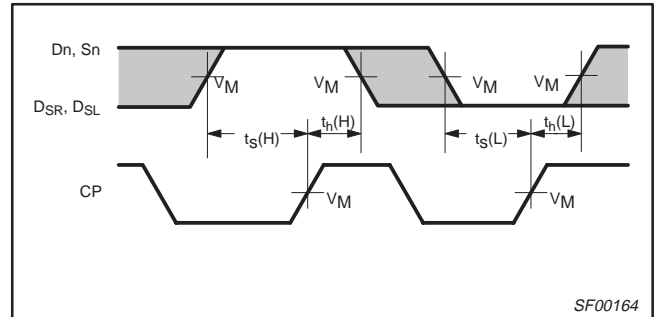 Dn, Sn
VM VM VM VM
DSR, DSL
ts(H) th(H) ts(L) th(L)
CP
VM VM
SF00164